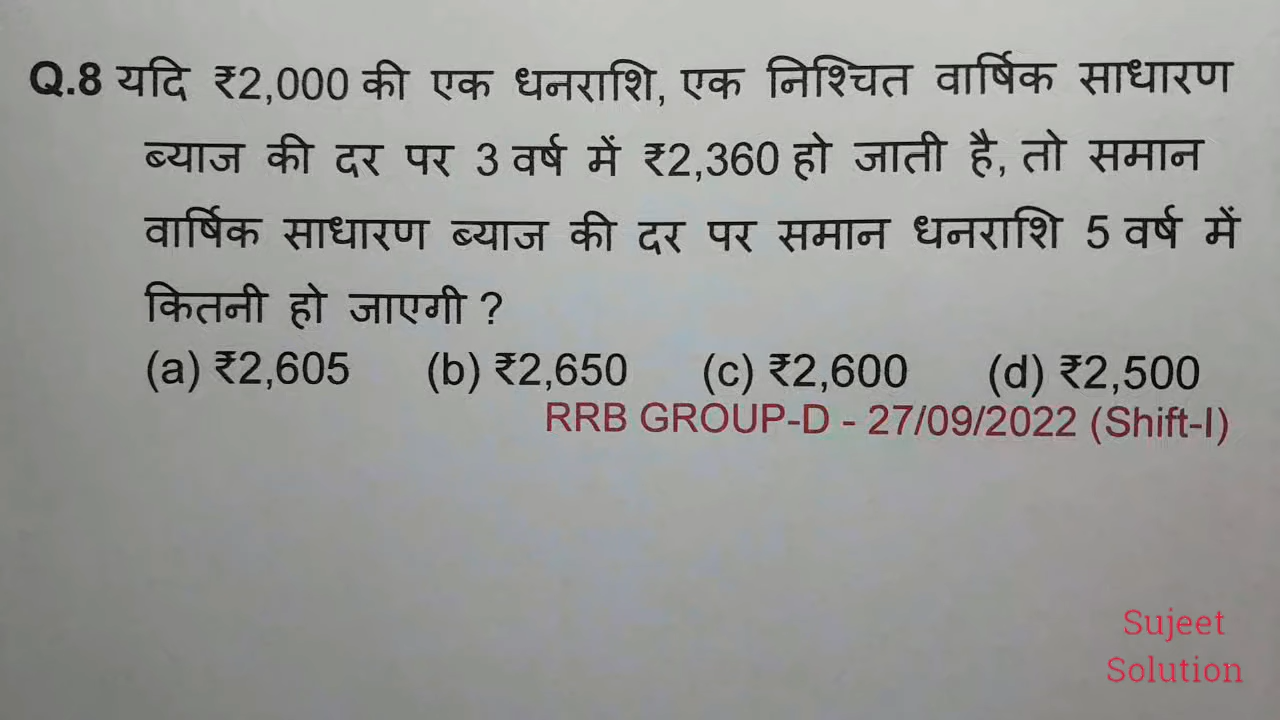 Q.8 यदि ₹2,000 की एक धनराशि, एक निश्चित वार्षिक साधारण
ब्याज की दर पर 3 वर्ष में ₹2,360 हो जाती है, तो समान
वार्षिक साधारण ब्याज की दर पर समान धनराशि 5 वर्ष में
कितनी हो जाएगी ?
(a) ₹2,605 (b) ₹2,650 (c) ₹2,600 (d) ₹2,500
RRB GROUP-D - 27/09/2022 (Shift-I)
Sujeet
Solution